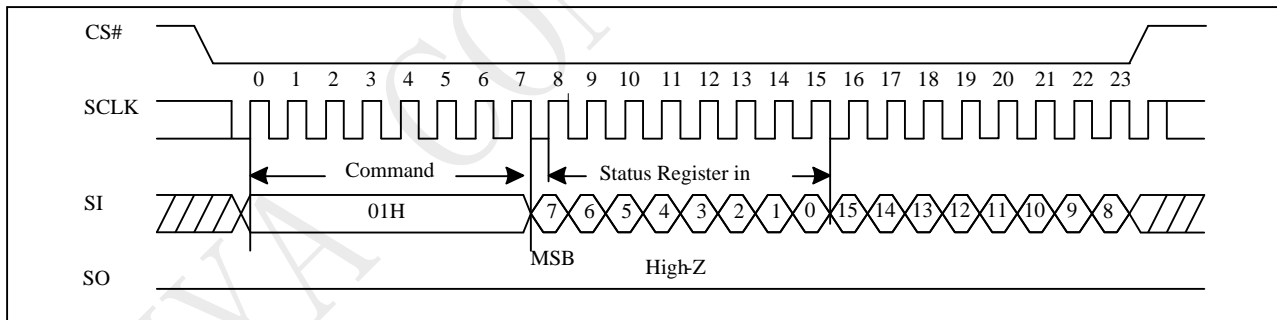 CS#
0 1 2 3 4 5 6 7 8 9 10 11 12 13 14 15 16 17 18 19 20 21 22 23
SCLK
Command Status Register in
SI 01H 7 6 5 4 3 2 1 0 15 14 13 12 11 10 9 8
MSB High-Z
SO